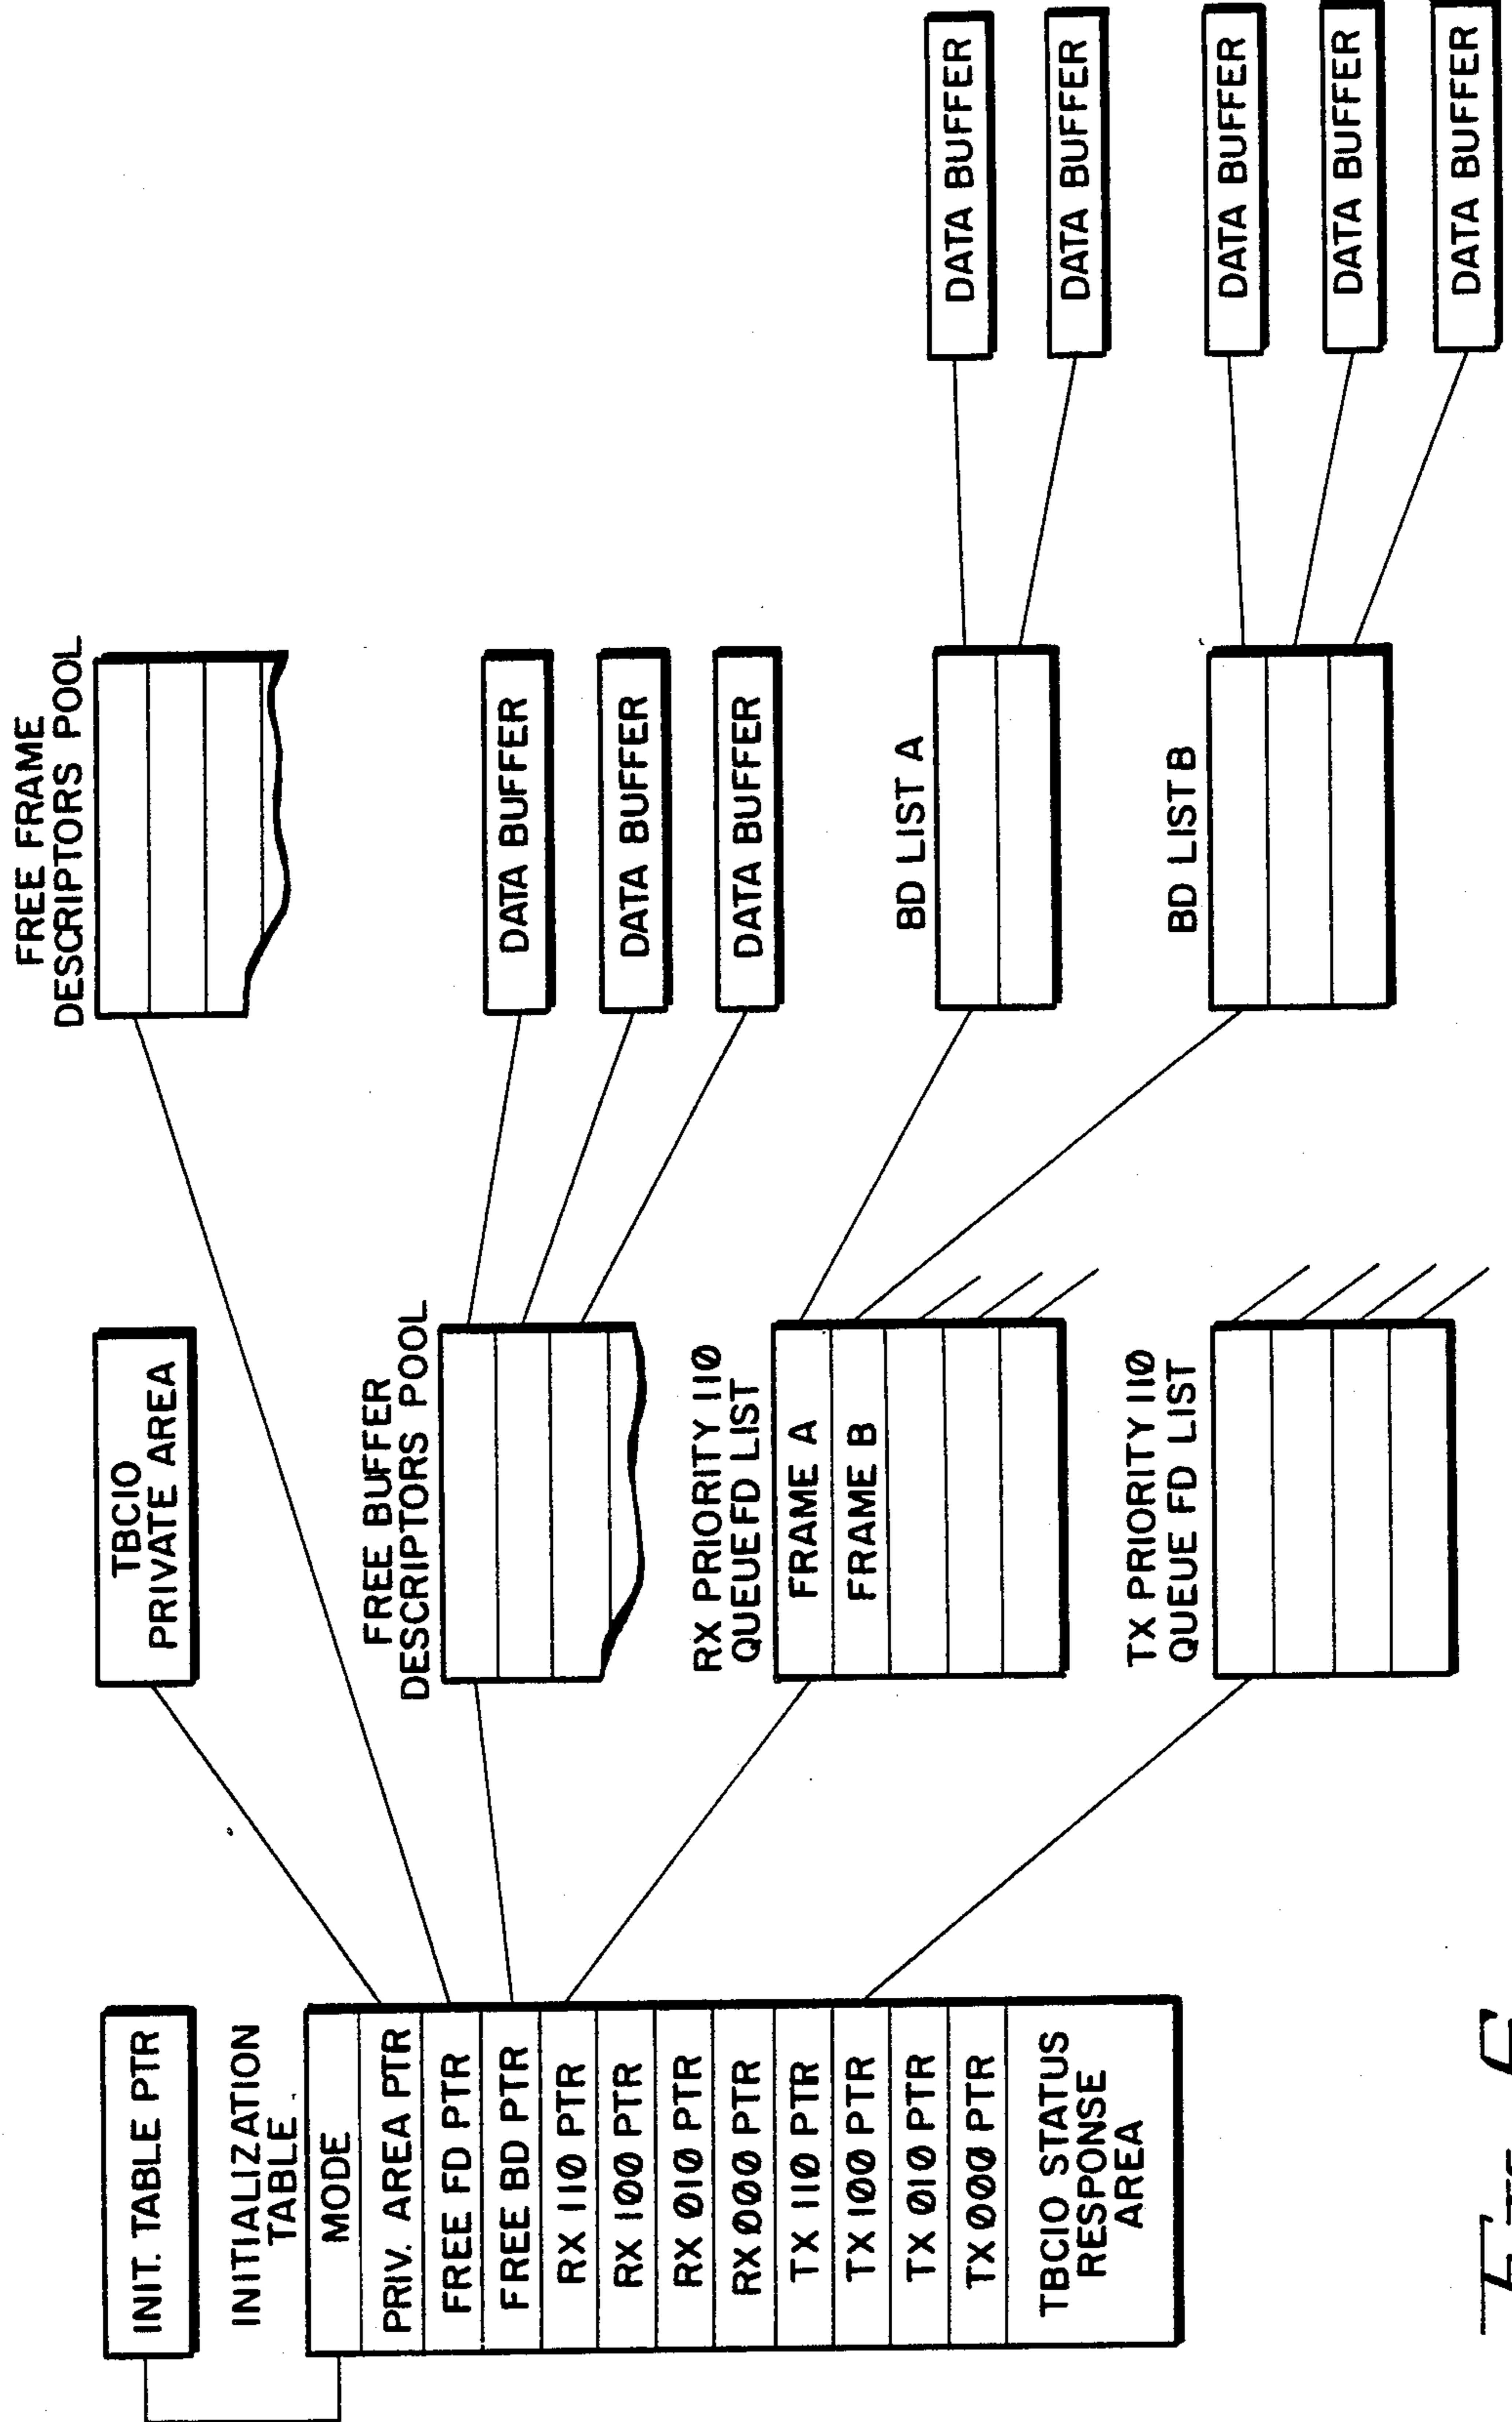 INIT. TABLE PTR
INITIALIZATION
TABLE
MODE
PRIV. AREA PTR
FREE FD PTR
FREE BD PTR
RX 110 PTR
RX 100 PTR
RX 010 PTR
RX 000 PTR
TX 110 PTR
TX 100 PTR
TX 010 PTR
TX 000 PTR
TBCIO STATUS
RESPONSE
AREA
TBCIO
PRIVATE AREA
FREE BUFFER
DESCRIPTORS POOL
RX PRIORITY 110
QUEUE FD LIST
FRAME A
FRAME B
TX PRIORITY 110
QUEUE FD LIST
FREE FRAME
DESCRIPTORS POOL
DATA BUFFER
DATA BUFFER
DATA BUFFER
BD LIST A
BD LIST B
DATA BUFFER
DATA BUFFER
DATA BUFFER
DATA BUFFER
DATA BUFFER